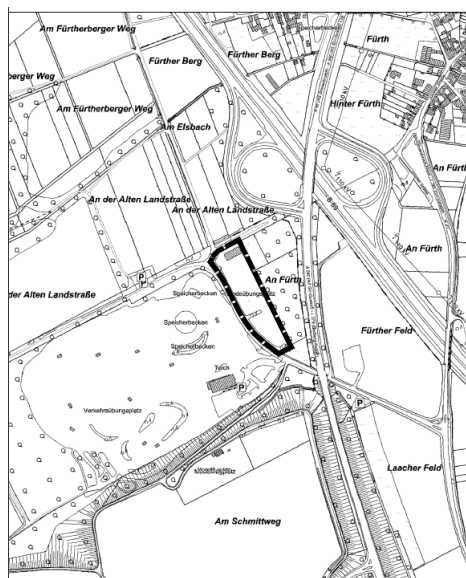 Am Fürtherberger Weg
Fürther Berg
Fürther Berg
Fürth
berger Weg
Hinter Fürth
Am Fürtherberger Weg
Am Elsbach
An Fürth
An der Alten Landstraße
An der Alten Landstraße
An Fürth
An Fürth
der Alten Landstraße
P
Speicherbecken
Speicherbecken
Speicherbecken
Fürther Feld
Teich
P
P
Verkehrsübungsplatz
Laacher Feld
Am Schmittweg